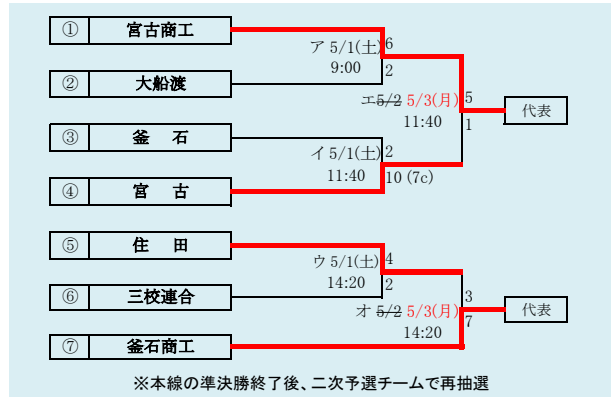 ① 宮古商工
ア 5/1(土) 6
9:00 2
② 大船渡
エ 5/2 5/3(月) 5
11:40 1
代表
③ 釜 石
イ 5/1(土) 2
11:40 10 (7c)
④ 宮 古
⑤ 住 田
ウ 5/1(土) 4
14:20 2
⑥ 三校連合
オ 5/2 5/3(月) 3
14:20 7
代表
⑦ 釜石商工
※本線の準決勝終了後、二次予選チームで再抽選